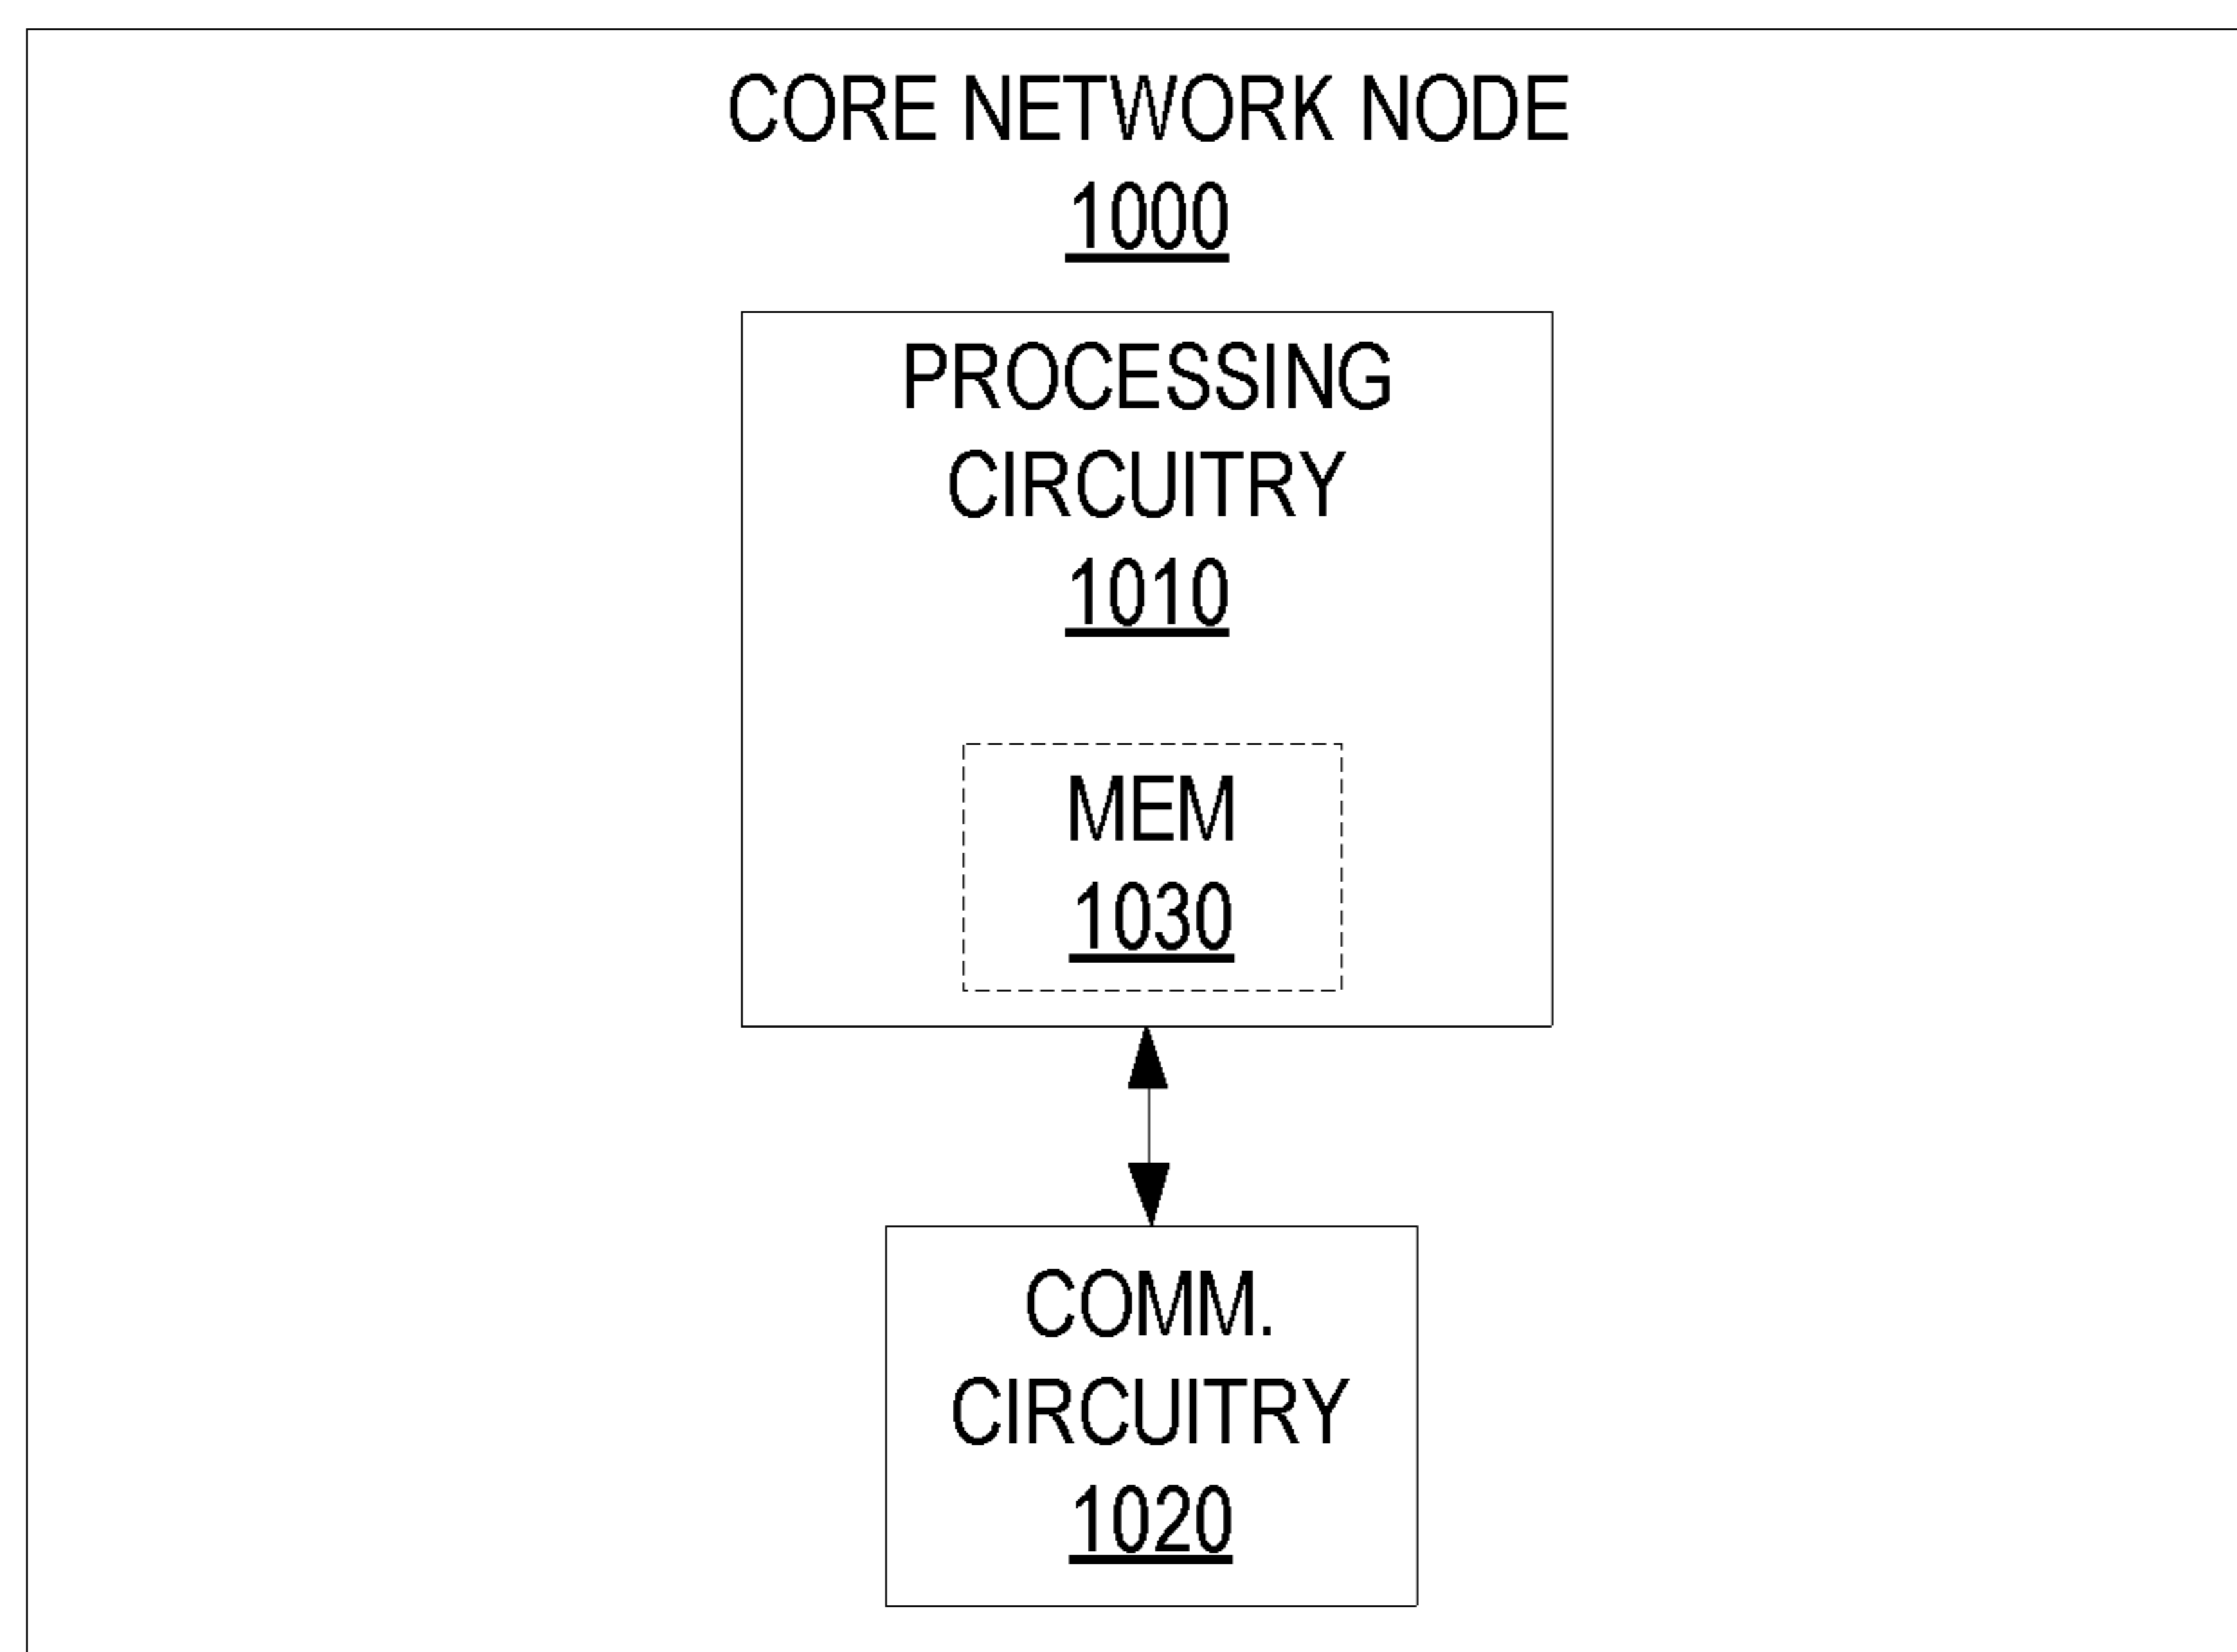 CORE NETWORK NODE
1000
PROCESSING
CIRCUITRY
1010
MEM
1030
COMM.
CIRCUITRY
1020